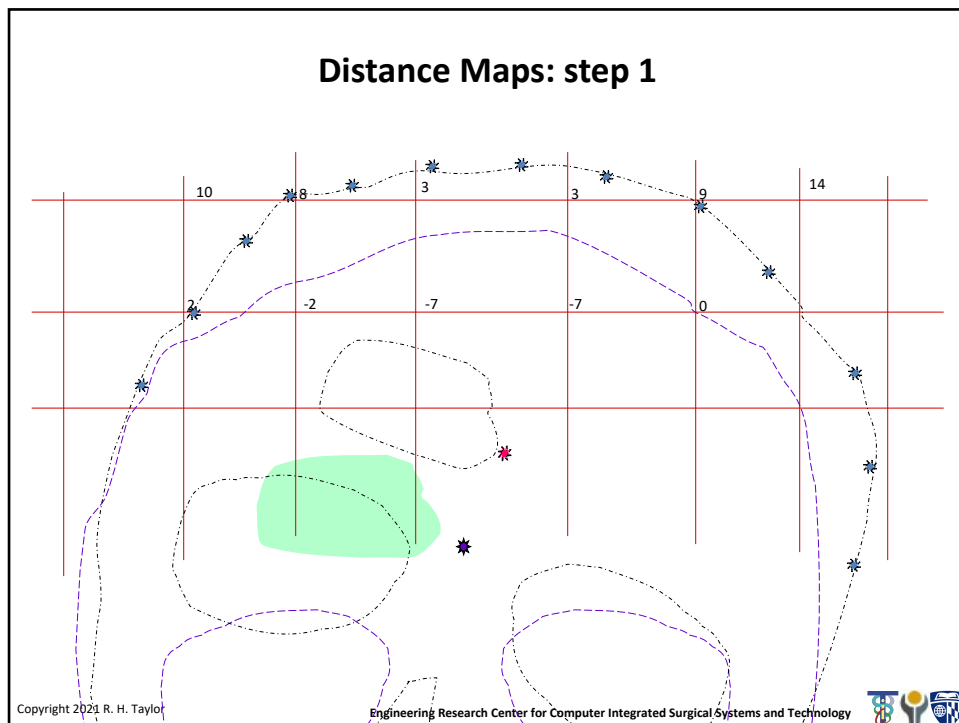 Distance Maps: step 1
10 8 3 3 9 14
2 -2 -7 -7 0
Copyright 2021 R. H. Taylor
Engineering Research Center for Computer Integrated Surgical Systems and Technology